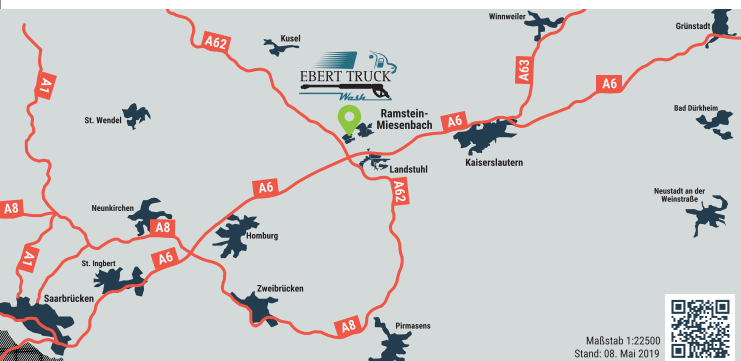 Winnweiler
Grünstadt
Kusel
A62
EBERT TRUCK
Wash
A63
A6
A1
St. Wendel
Ramstein-
Miesenbach
A6
Bad Dürkheim
Kaiserslautern
Landstuhl
A6
A62
Neustadt an der
Weinstraße
A8
Neunkirchen
A8
Homburg
A1
St. Ingbert
A6
Saarbrücken
Zweibrücken
A8
Pirmasens
Maßstab 1:22500
Stand: 08. Mai 2019